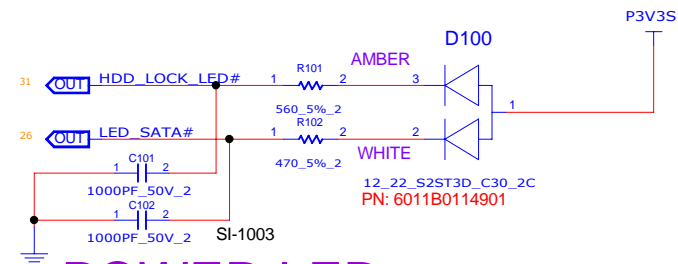 P3V3S
D100
AMBER
31 OUT HDD_LOCK_LED# 1 R101 2 3
560_5%_2
1
26 OUT LED_SATA# 1 R102 2 2
470_5%_2
WHITE
C101
1 2
1000PF_50V_2
12_22_S2ST3D_C30_2C
PN: 6011B0114901
C102
1 2
1000PF_50V_2
SI-1003